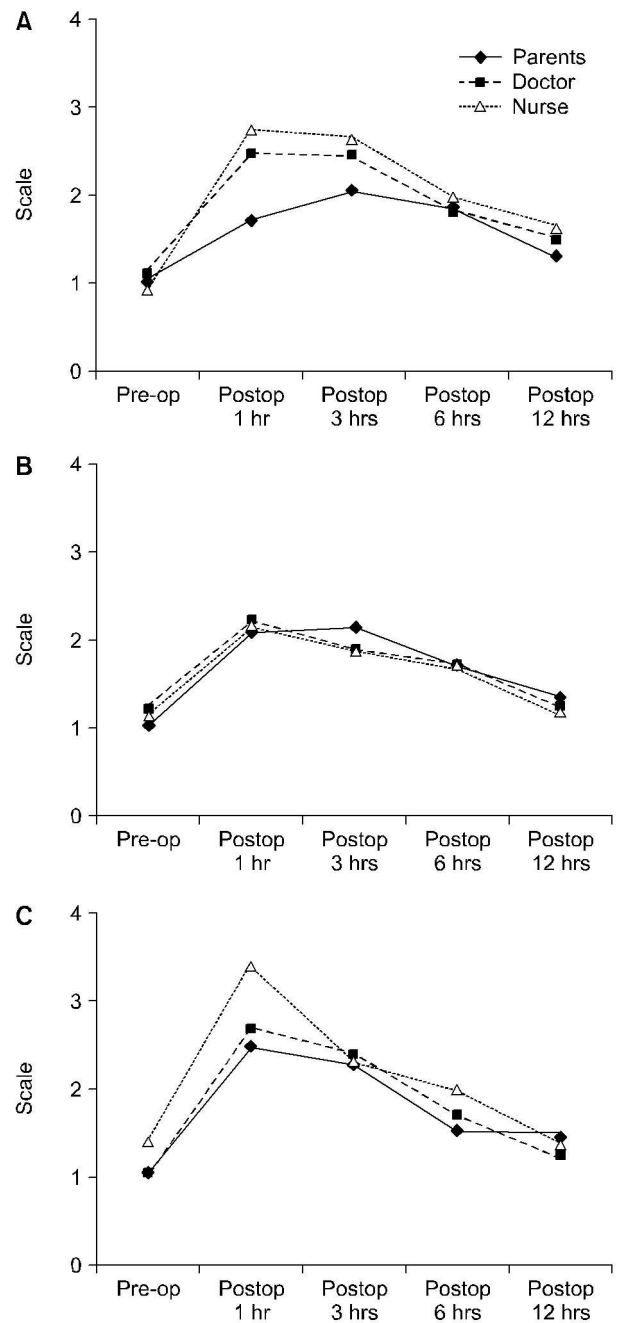 A
4
3
2
1
0
Scale
Parents
Doctor
Nurse
Pre-op
Postop
1 hr
Postop
3 hrs
Postop
6 hrs
Postop
12 hrs
B
4
3
2
1
0
Scale
Pre-op
Postop
1 hr
Postop
3 hrs
Postop
6 hrs
Postop
12 hrs
C
4
3
2
1
0
Scale
Pre-op
Postop
1 hr
Postop
3 hrs
Postop
6 hrs
Postop
12 hrs